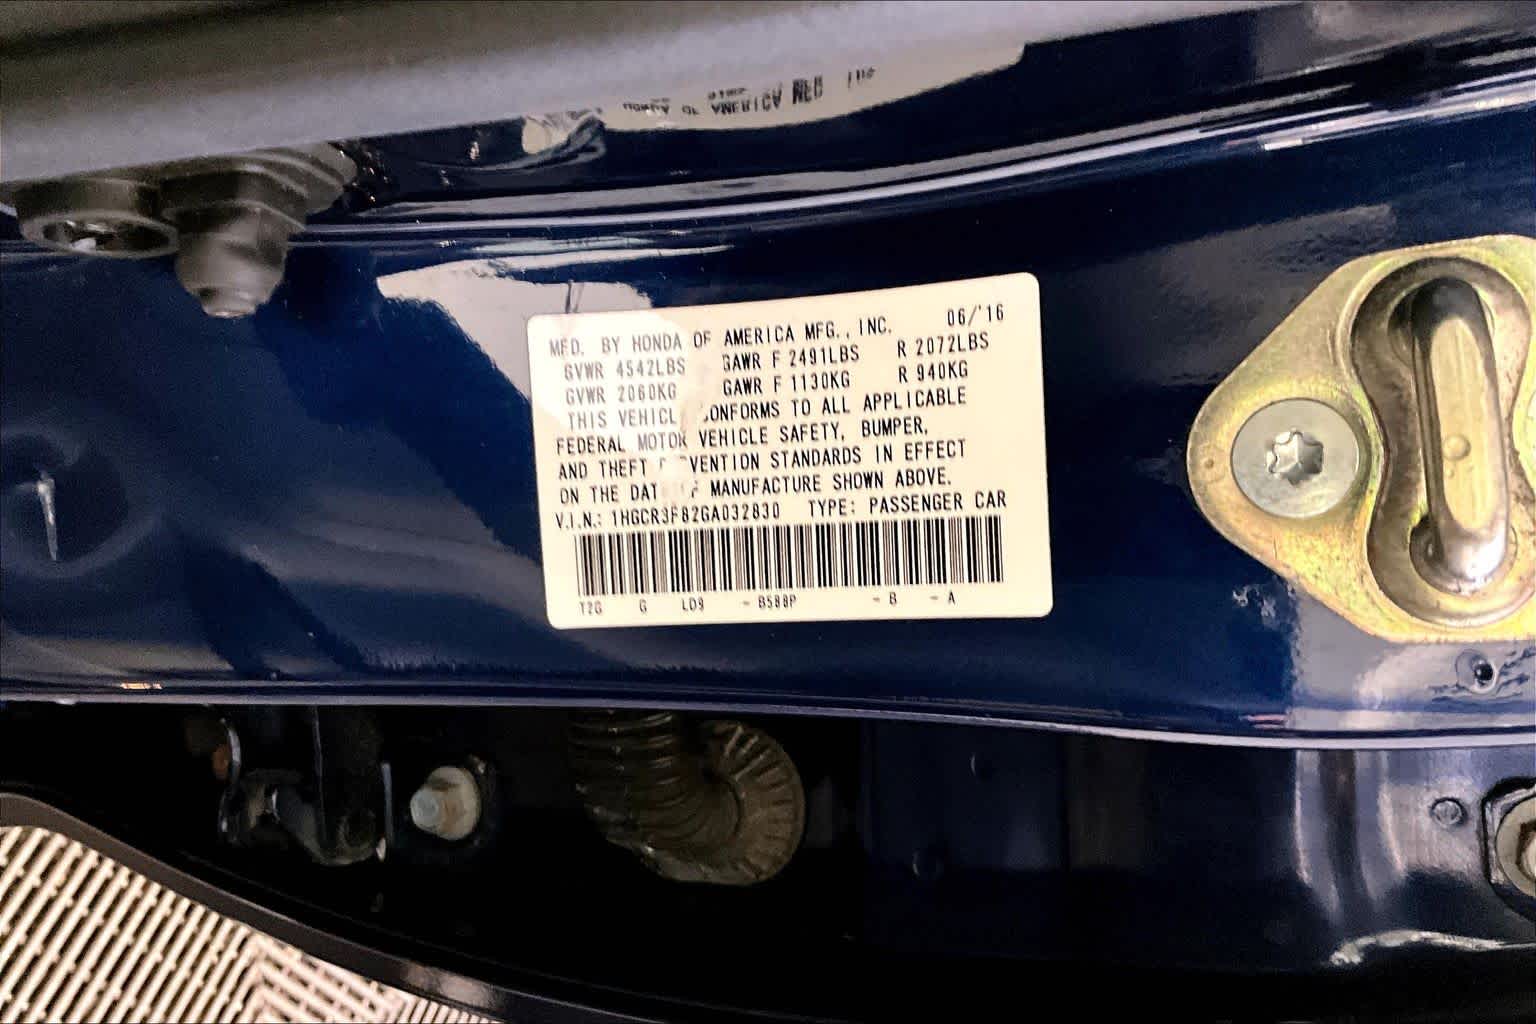 MFD. BY HONDA OF AMERICA MFG., INC. 06/'16
GVWR 4542LBS GAWR F 2491LBS R 2072LBS
GVWR 2060KG GAWR F 1130KG R 940KG
THIS VEHICL CONFORMS TO ALL APPLICABLE
FEDERAL MOTOR VEHICLE SAFETY, BUMPER,
AND THEFT VENTION STANDARDS IN EFFECT
ON THE DAT MANUFACTURE SHOWN ABOVE.
V.I.N.: 1HGCR3F82GA032830 TYPE: PASSENGER CAR
T2G G LD9 - B588P - B - A